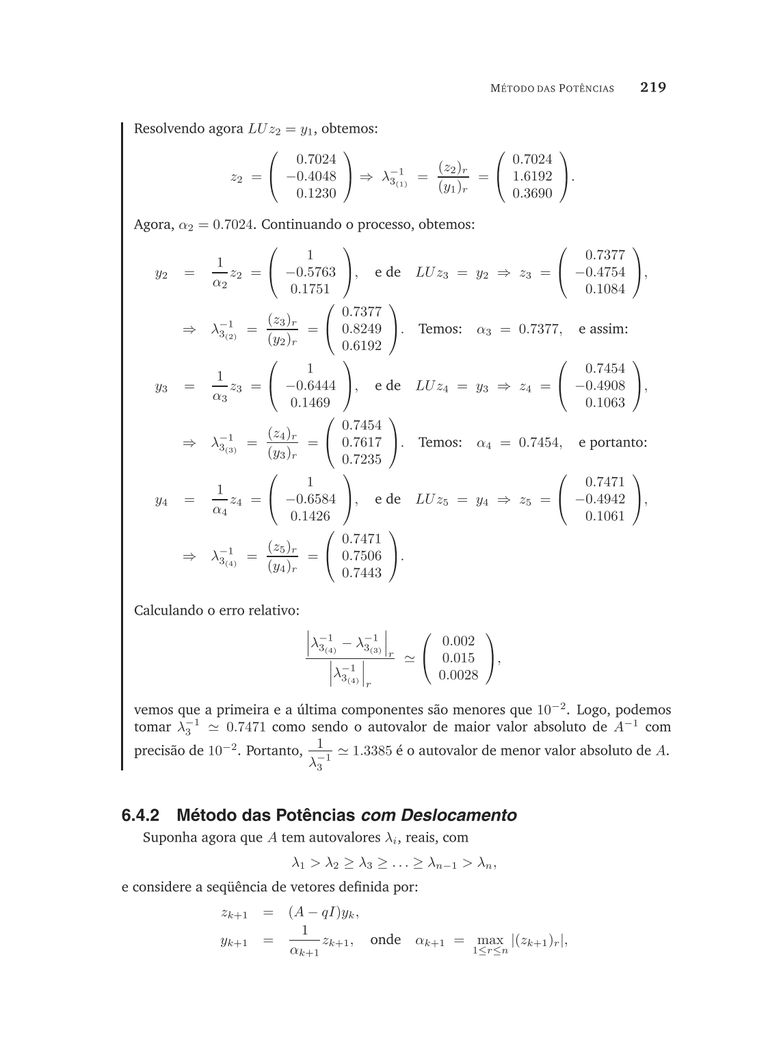 MÉTODO DAS POTÊNCIAS 219
Resolvendo agora $LUz_2 = y_1$, obtemos:
$z_2 = \begin{pmatrix} 0.7024 \\ -0.4048 \\ 0.1230 \end{pmatrix} \Rightarrow \lambda^{-1}_{3_{(1)}} = \frac{(z_2)_r}{(y_1)_r} = \begin{pmatrix} 0.7024 \\ 1.6192 \\ 0.3690 \end{pmatrix}.$
Agora, $\alpha_2 = 0.7024$. Continuando o processo, obtemos:
$y_2 = \frac{1}{\alpha_2} z_2 = \begin{pmatrix} 1 \\ -0.5763 \\ 0.1751 \end{pmatrix}$, e de $LUz_3 = y_2 \Rightarrow z_3 = \begin{pmatrix} 0.7377 \\ -0.4754 \\ 0.1084 \end{pmatrix},$
$\Rightarrow \lambda^{-1}_{3_{(2)}} = \frac{(z_3)_r}{(y_2)_r} = \begin{pmatrix} 0.7377 \\ 0.8249 \\ 0.6192 \end{pmatrix}.$ Temos: $\alpha_3 = 0.7377$, e assim:
$y_3 = \frac{1}{\alpha_3} z_3 = \begin{pmatrix} 1 \\ -0.6444 \\ 0.1469 \end{pmatrix}$, e de $LUz_4 = y_3 \Rightarrow z_4 = \begin{pmatrix} 0.7454 \\ -0.4908 \\ 0.1063 \end{pmatrix},$
$\Rightarrow \lambda^{-1}_{3_{(3)}} = \frac{(z_4)_r}{(y_3)_r} = \begin{pmatrix} 0.7454 \\ 0.7617 \\ 0.7235 \end{pmatrix}.$ Temos: $\alpha_4 = 0.7454$, e portanto:
$y_4 = \frac{1}{\alpha_4} z_4 = \begin{pmatrix} 1 \\ -0.6584 \\ 0.1426 \end{pmatrix}$, e de $LUz_5 = y_4 \Rightarrow z_5 = \begin{pmatrix} 0.7471 \\ -0.4942 \\ 0.1061 \end{pmatrix},$
$\Rightarrow \lambda^{-1}_{3_{(4)}} = \frac{(z_5)_r}{(y_4)_r} = \begin{pmatrix} 0.7471 \\ 0.7506 \\ 0.7443 \end{pmatrix}.$
Calculando o erro relativo:
$\frac{\left|\lambda^{-1}_{3_{(4)}} - \lambda^{-1}_{3_{(3)}}\right|_r}{\left|\lambda^{-1}_{3_{(4)}}\right|_r} \simeq \begin{pmatrix} 0.002 \\ 0.015 \\ 0.0028 \end{pmatrix},$
vemos que a primeira e a última componentes são menores que $10^{-2}$. Logo, podemos
tomar $\lambda_3^{-1} \simeq 0.7471$ como sendo o autovalor de maior valor absoluto de $A^{-1}$ com
precisão de $10^{-2}$. Portanto, $\frac{1}{\lambda_3^{-1}} \simeq 1.3385$ é o autovalor de menor valor absoluto de $A$.
6.4.2 Método das Potências com Deslocamento
Suponha agora que $A$ tem autovalores $\lambda_i$, reais, com
$\lambda_1 > \lambda_2 \geq \lambda_3 \geq \ldots \geq \lambda_{n-1} > \lambda_n,$
e considere a seqüência de vetores definida por:
$z_{k+1} = (A - qI)y_k,$
$y_{k+1} = \frac{1}{\alpha_{k+1}} z_{k+1}$, onde $\alpha_{k+1} = \max_{1 \leq r \leq n} |(z_{k+1})_r|,$